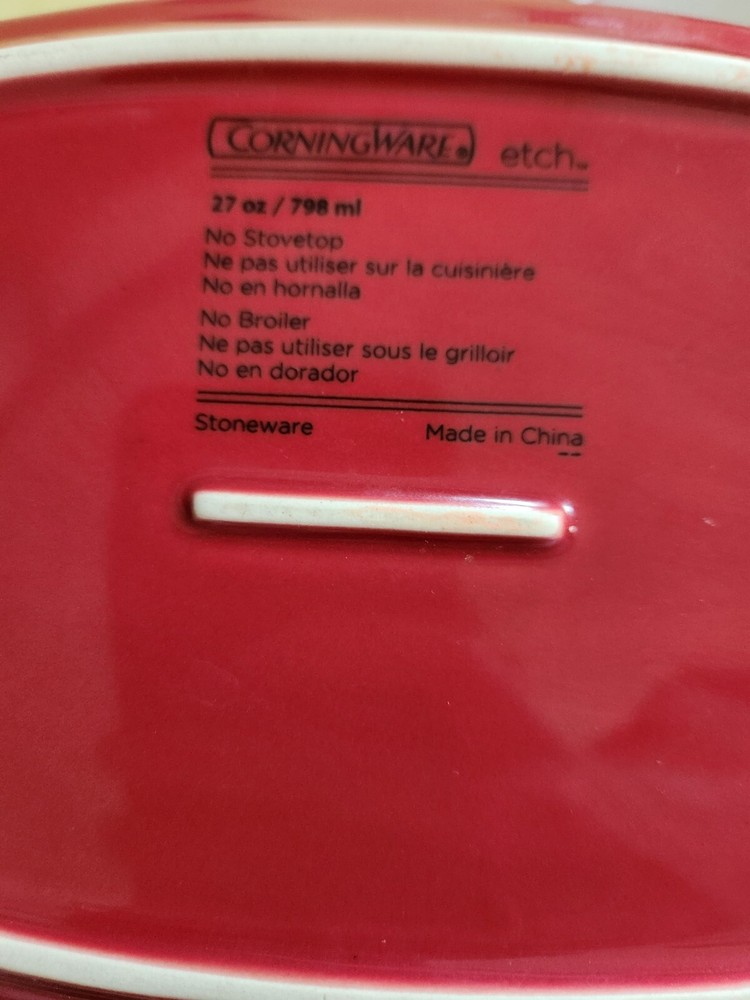 CORNINGWARE® etch™
27 oz / 798 ml
No Stovetop
Ne pas utiliser sur la cuisinière
No en hornalla
No Broiler
Ne pas utiliser sous le grilloir
No en dorador
Stoneware Made in China